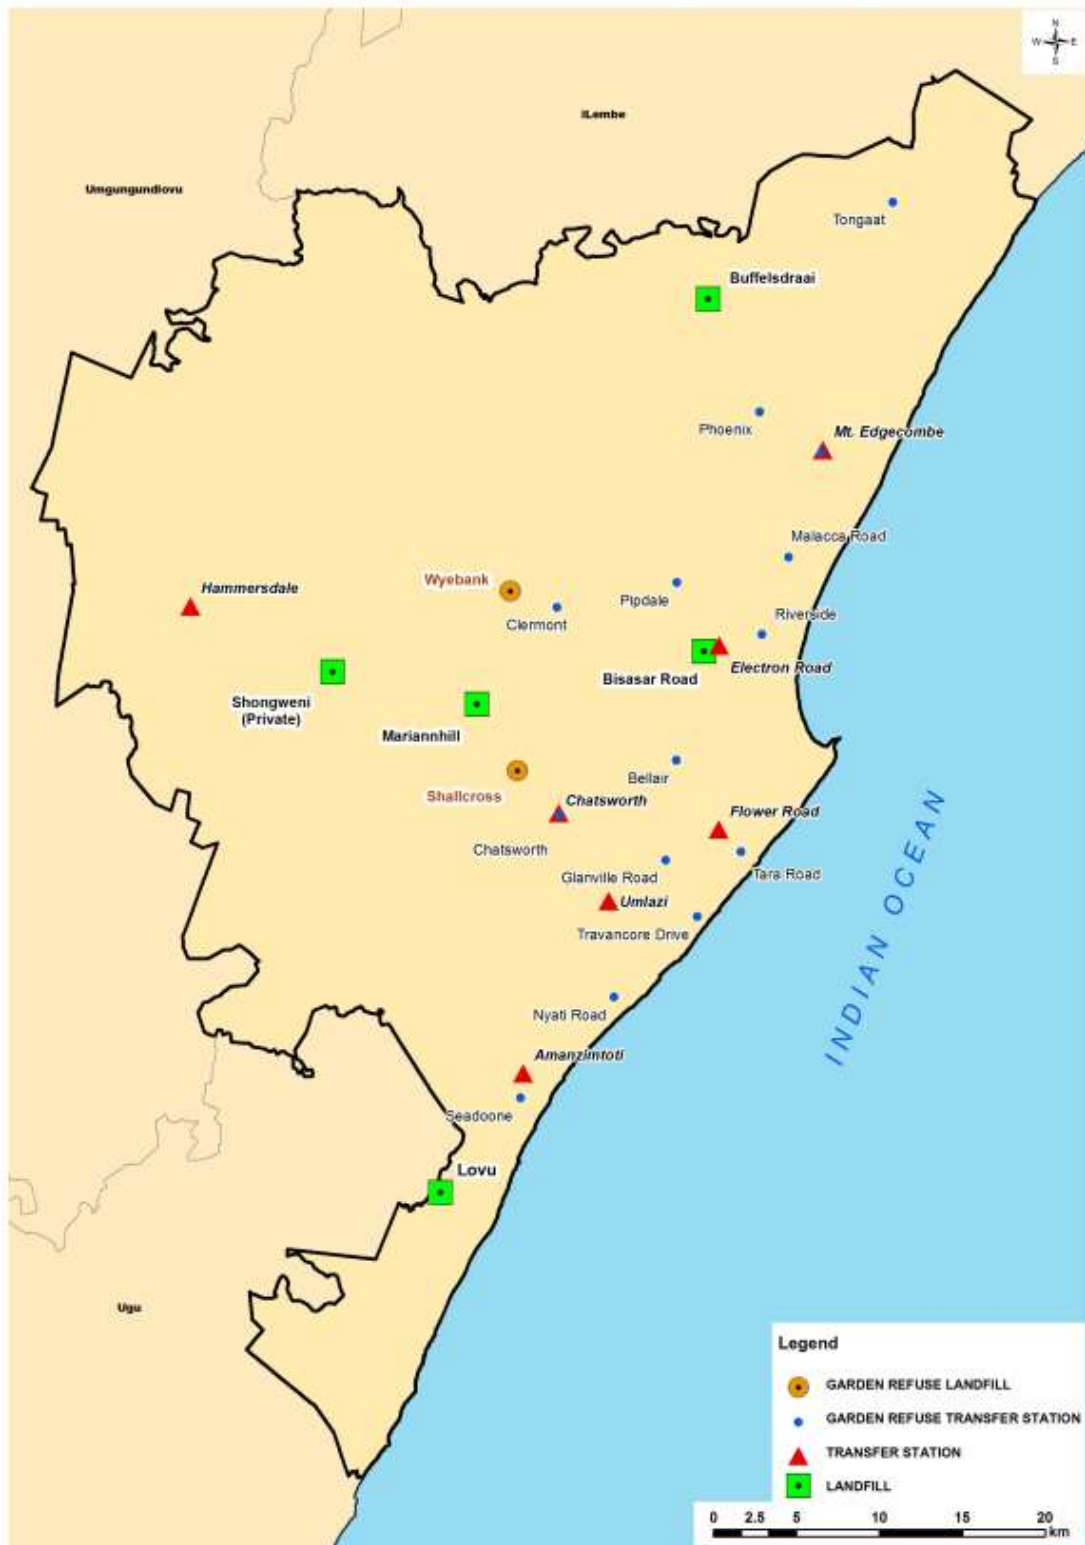 N
W E
S
iLembe
Umgungundlovu
Tongaat
Buffelsdraai
Phoenix
Mt. Edgecombe
Malacca Road
Wyebank
Hammersdale
Pipdale
Clermont
Riverside
Electron Road
Bisasar Road
Shongweni
(Private)
Mariannhill
Bellair
Shallcross
Chatsworth
Flower Road
Chatsworth
Glanville Road
Tara Road
Umlazi
Travancore Drive
INDIAN OCEAN
Nyati Road
Amanzimtoti
Seadoone
Lovu
Ugu
Legend
GARDEN REFUSE LANDFILL
GARDEN REFUSE TRANSFER STATION
TRANSFER STATION
LANDFILL
0 2.5 5 10 15 20
km